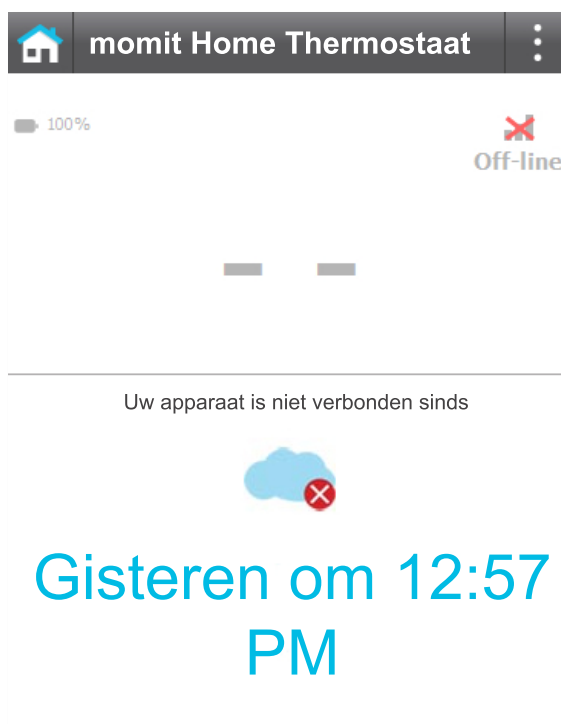 momit Home Thermostaat
100%
Off-line
– –
Uw apparaat is niet verbonden sinds
Gisteren om 12:57
PM